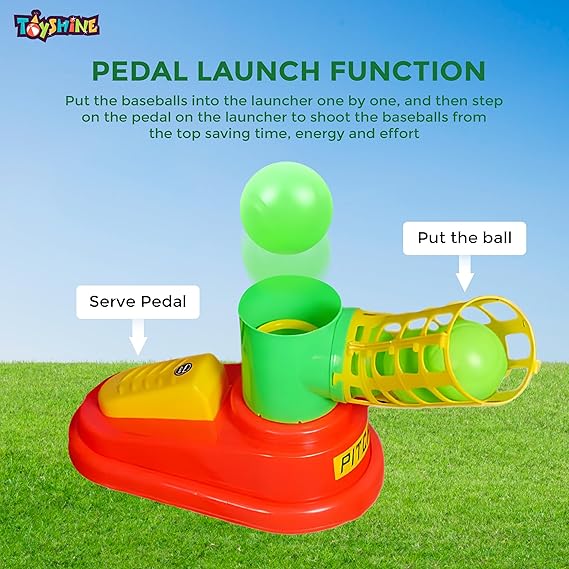 TOYSHINE
PEDAL LAUNCH FUNCTION
Put the baseballs into the launcher one by one, and then step
on the pedal on the launcher to shoot the baseballs from
the top saving time, energy and effort
Put the ball
Serve Pedal